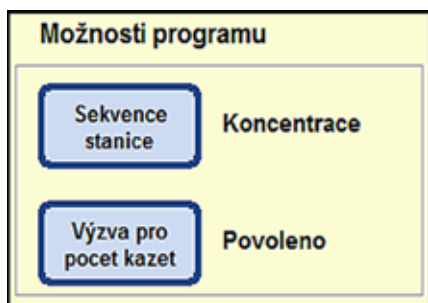 Možnosti programu
Sekvence
stanice
Koncentrace
Výzva pro
pocet kazet
Povoleno